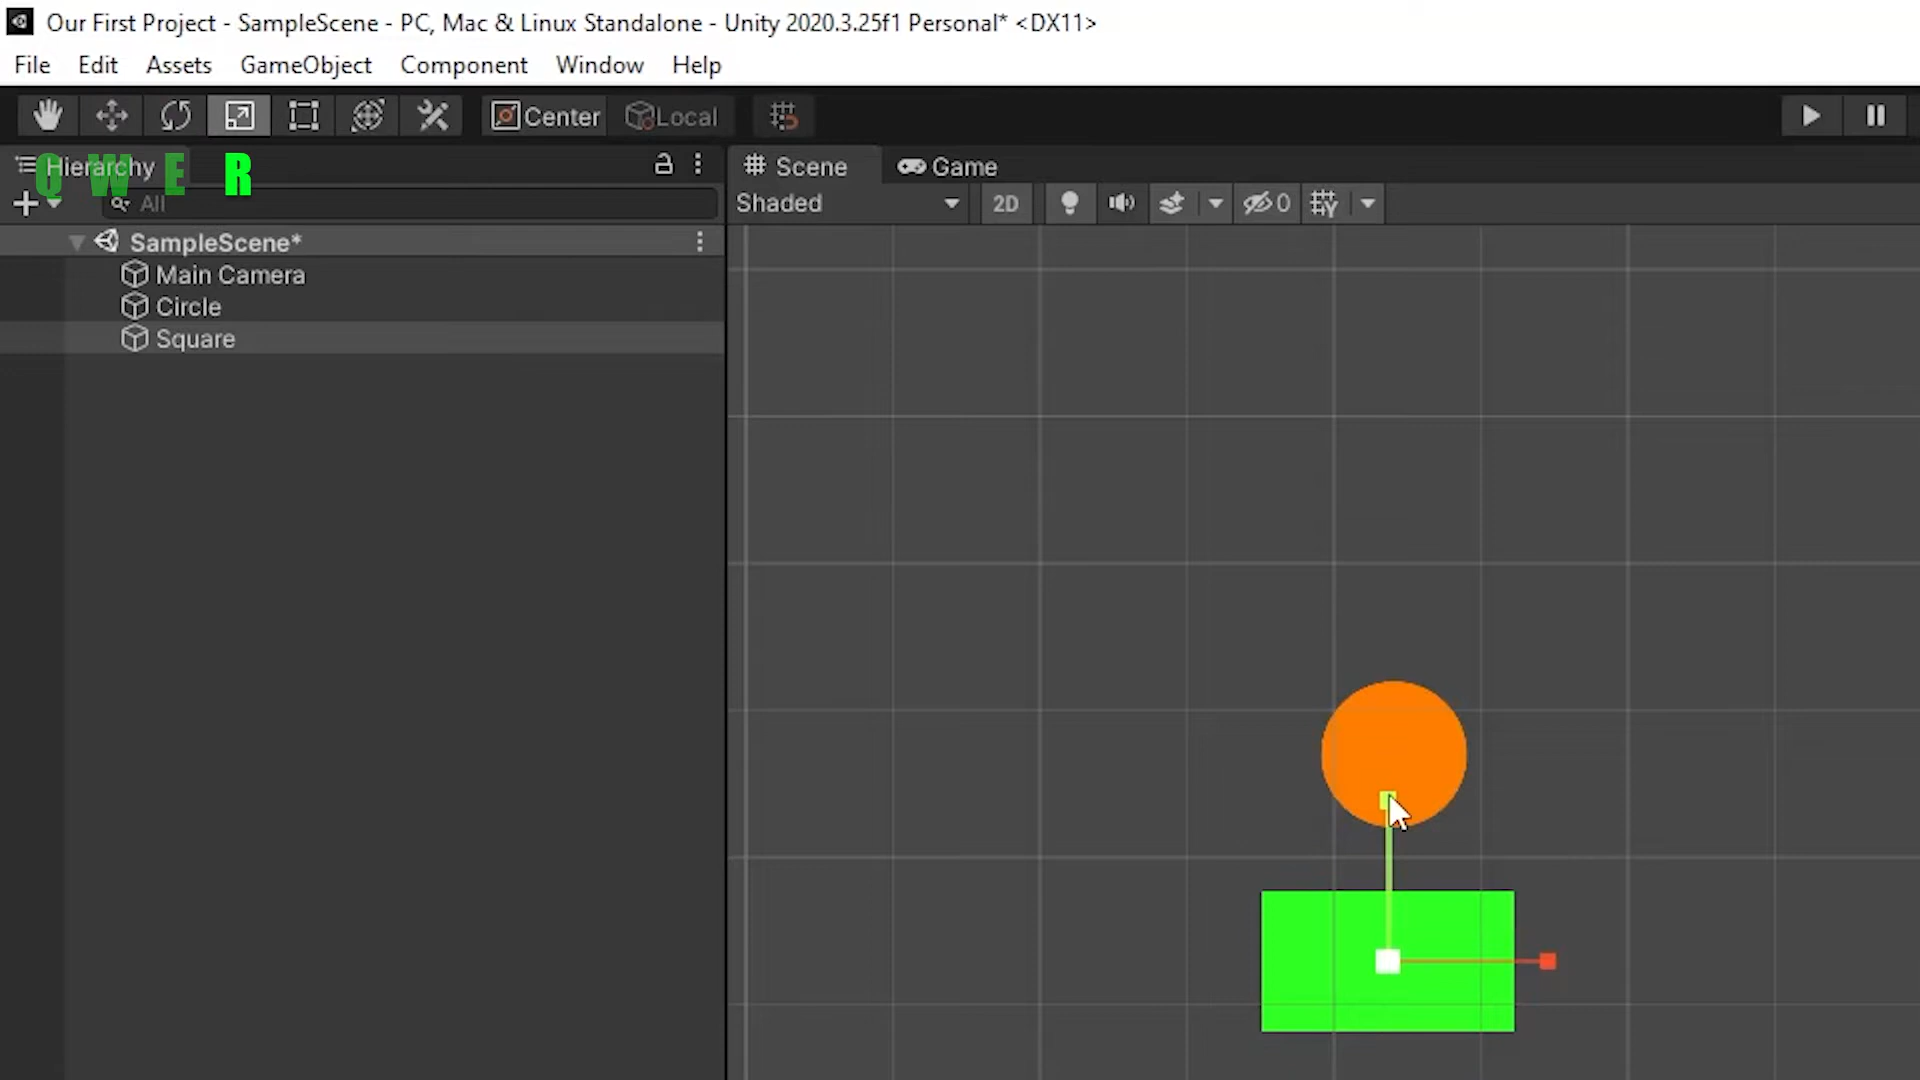 Our First Project - SampleScene - PC, Mac & Linux Standalone - Unity 2020.3.25f1 Personal* <DX11>
File Edit Assets GameObject Component Window Help
Center Local
Hierarchy
Q W E R
All
SampleScene*
Main Camera
Circle
Square
Scene Game
Shaded 2D 0